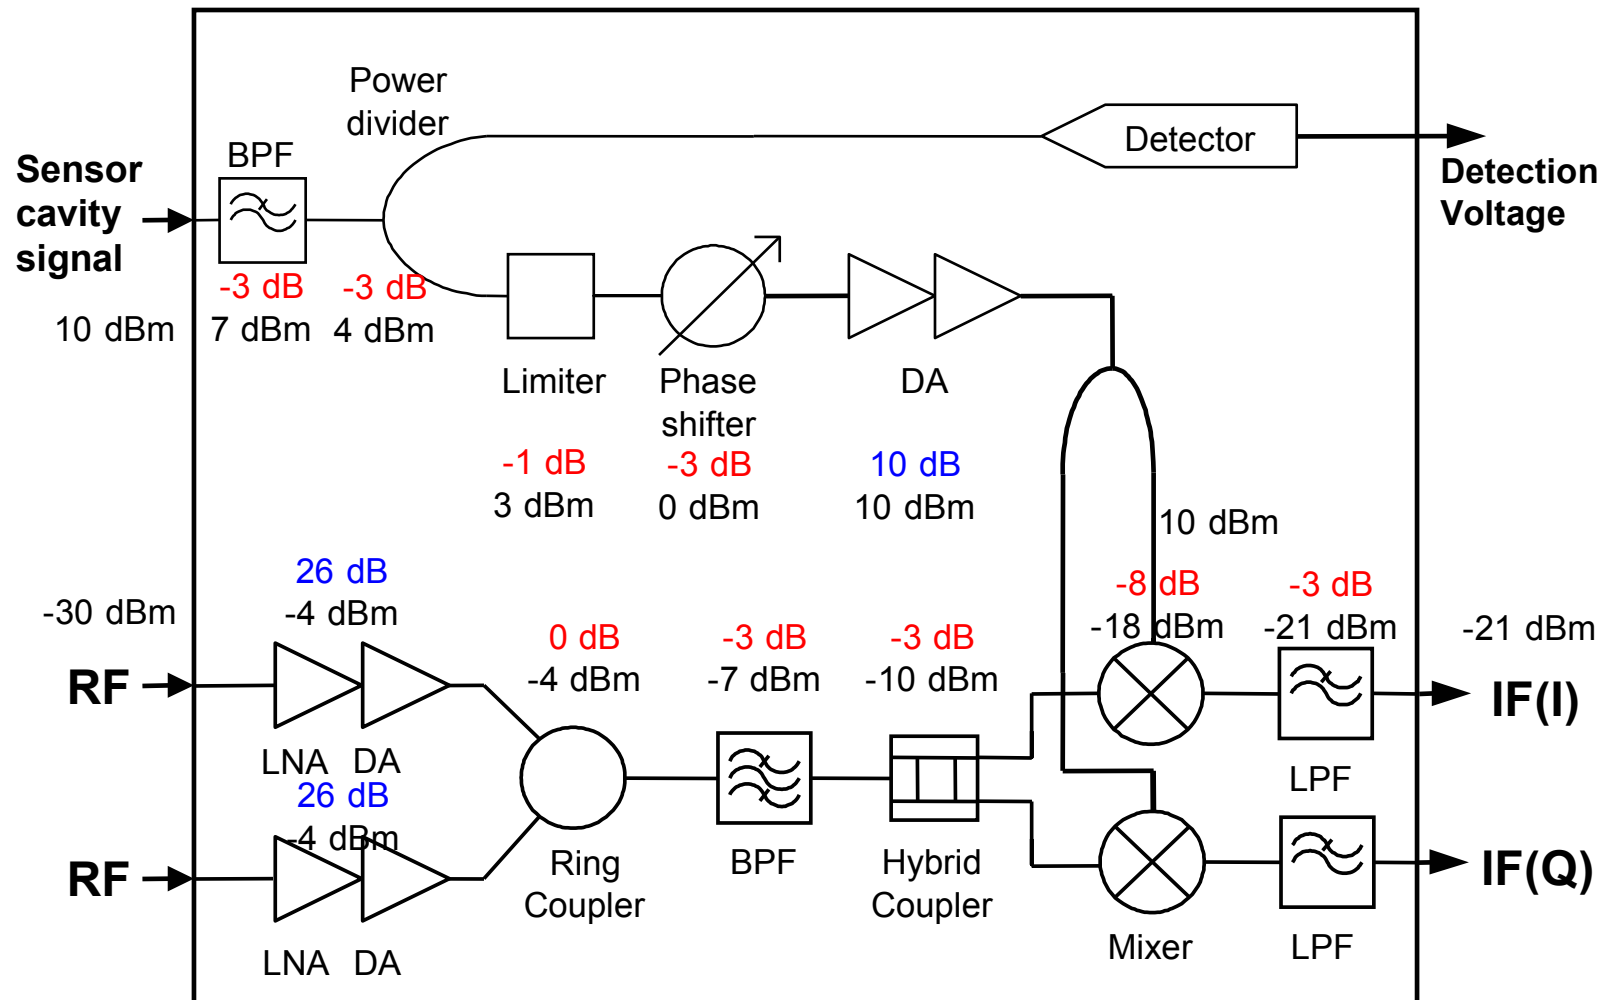 Power
divider
BPF
Detector
Sensor
cavity
signal
Detection
Voltage
-3 dB
-3 dB
10 dBm
7 dBm
4 dBm
Limiter
Phase
shifter
DA
-1 dB
3 dBm
-3 dB
0 dBm
10 dB
10 dBm
10 dBm
26 dB
-4 dBm
-30 dBm
0 dB
-4 dBm
-3 dB
-7 dBm
-3 dB
-10 dBm
-8 dB
-18 dBm
-3 dB
-21 dBm
-21 dBm
RF
IF(I)
LNA DA
26 dB
-4 dBm
LPF
RF
Ring
Coupler
BPF
Hybrid
Coupler
IF(Q)
LNA DA
Mixer
LPF